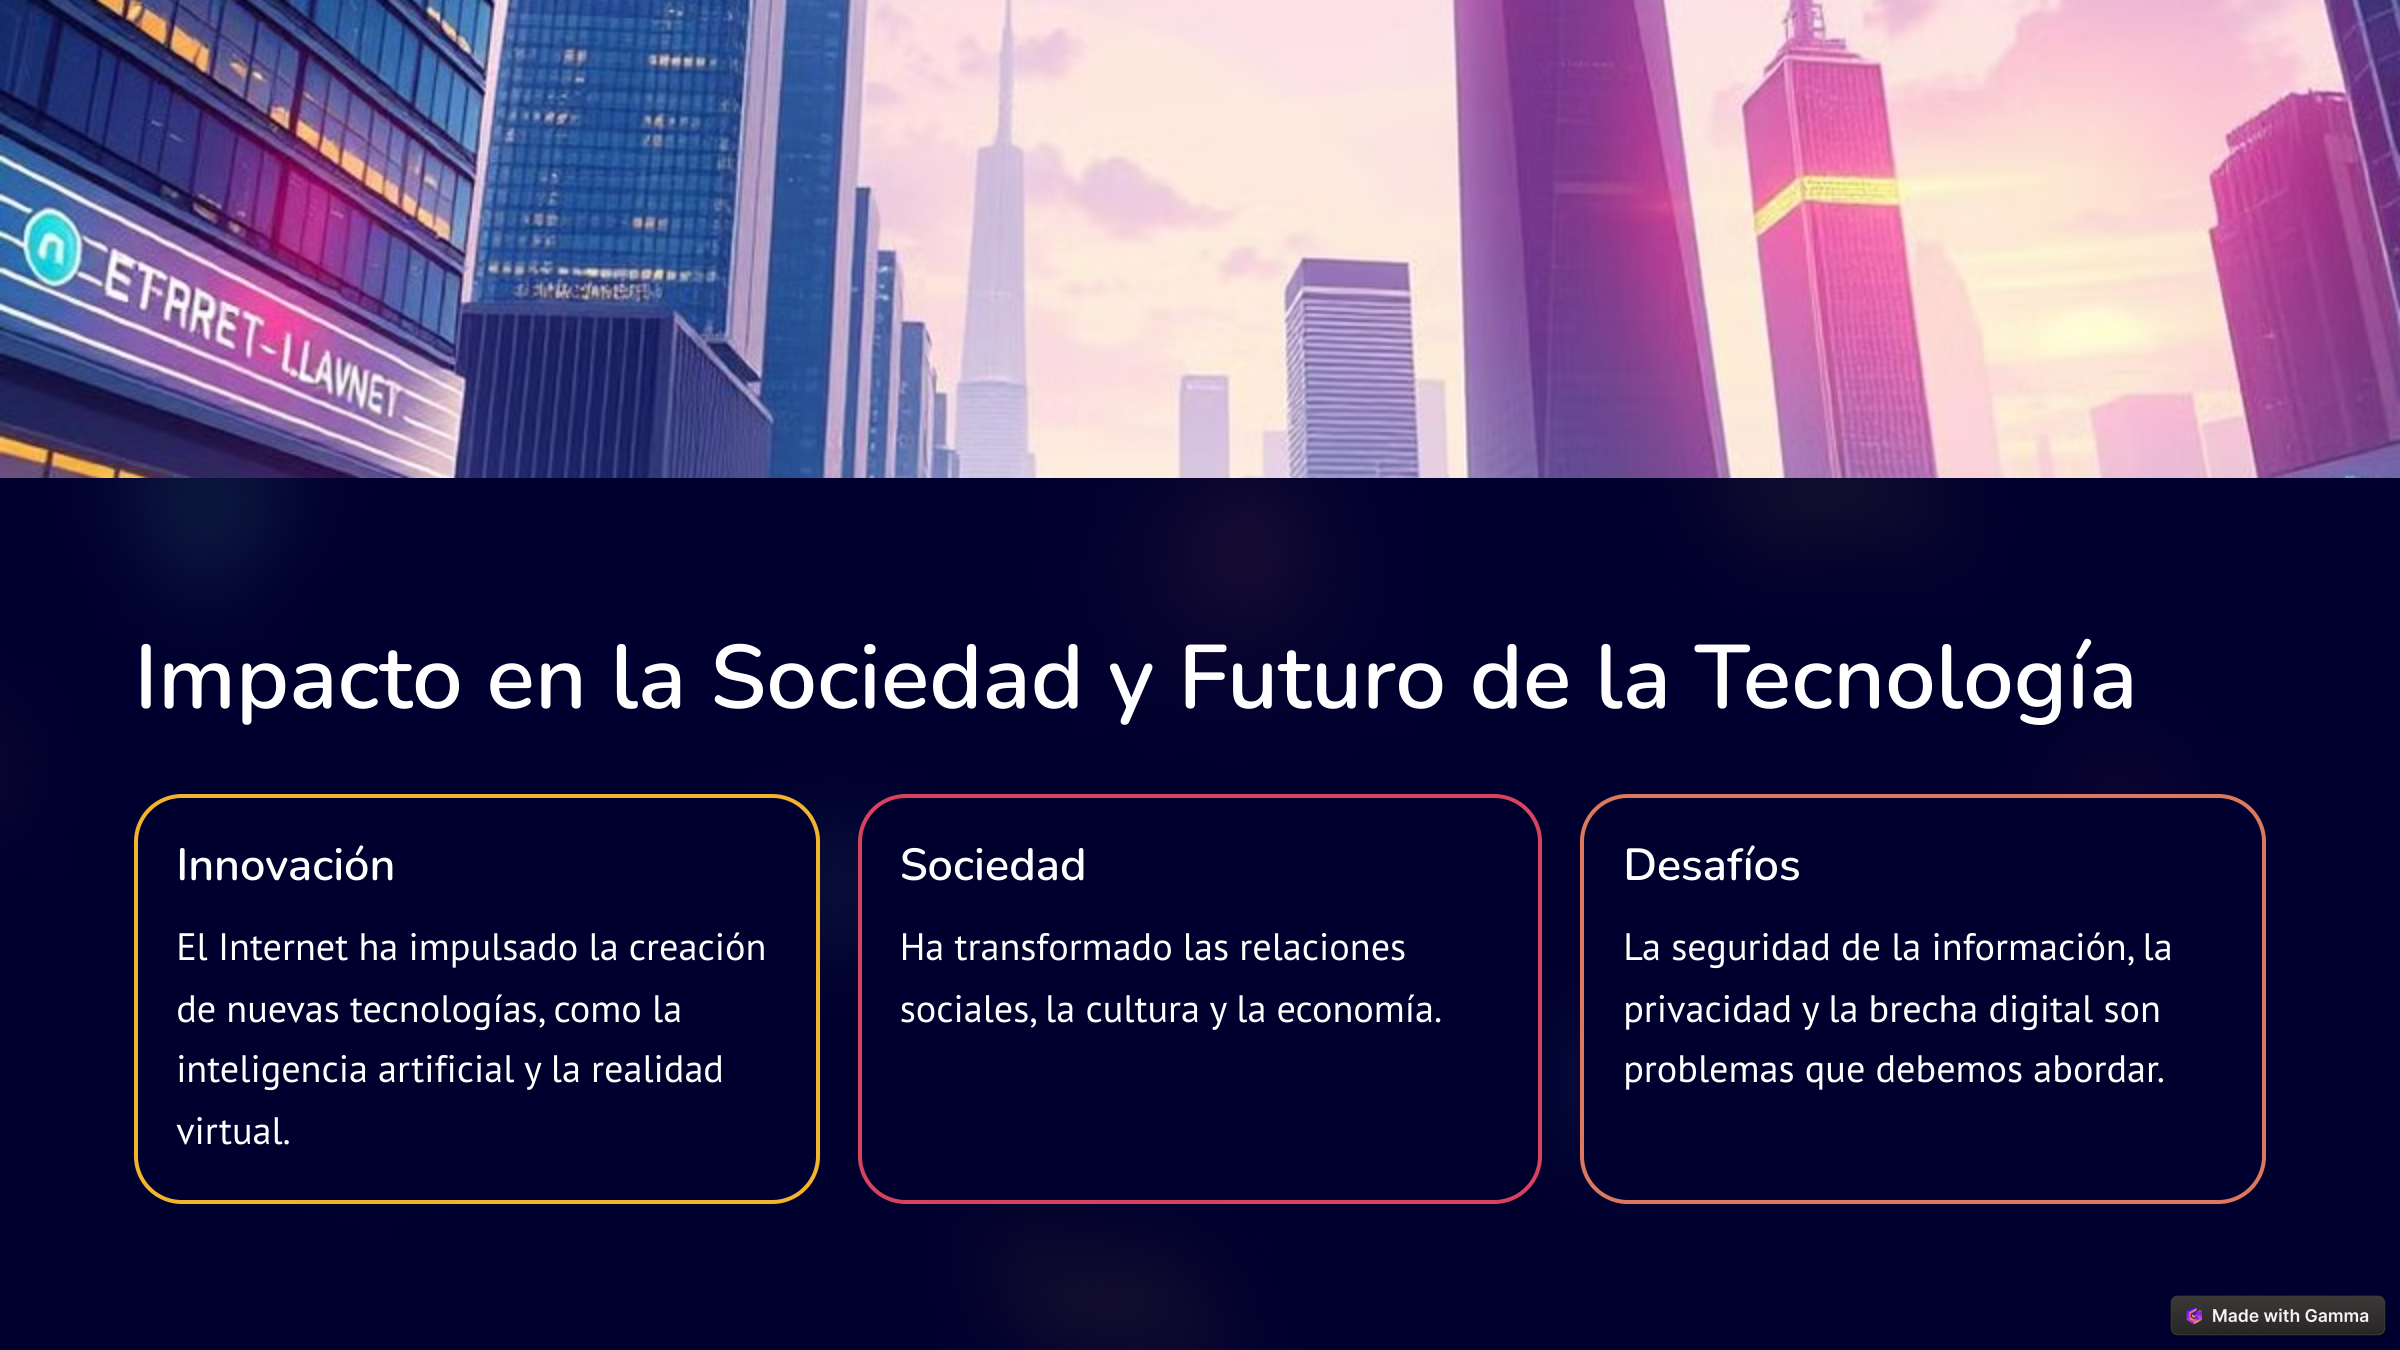 n ETFRRET-LLAVNET
Impacto en la Sociedad y Futuro de la Tecnología
Innovación
El Internet ha impulsado la creación
de nuevas tecnologías, como la
inteligencia artificial y la realidad
virtual.
Sociedad
Ha transformado las relaciones
sociales, la cultura y la economía.
Desafíos
La seguridad de la información, la
privacidad y la brecha digital son
problemas que debemos abordar.
Made with Gamma